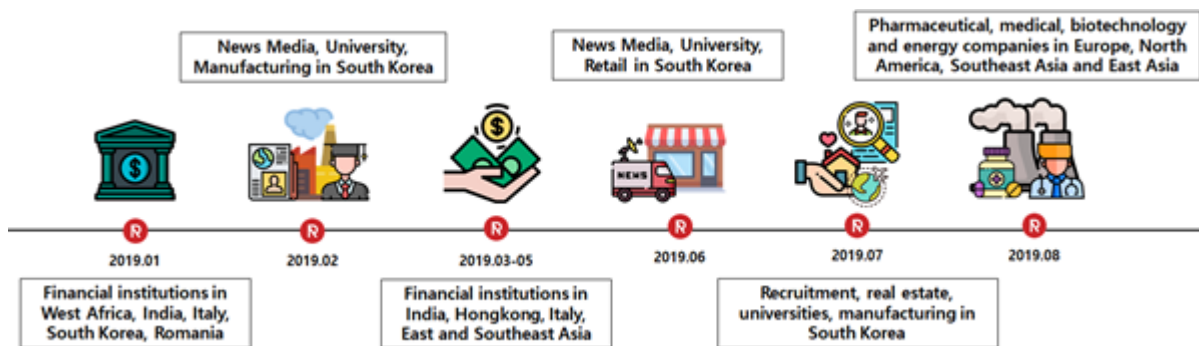 News Media, University,
Manufacturing in South Korea
News Media, University,
Retail in South Korea
Pharmaceutical, medical, biotechnology
and energy companies in Europe, North
America, Southeast Asia and East Asia
NEWS
2019.01
2019.02
2019.03-05
2019.06
2019.07
2019.08
Financial institutions in
West Africa, India, Italy,
South Korea, Romania
Financial institutions in
India, Hongkong, Italy,
East and Southeast Asia
Recruitment, real estate,
universities, manufacturing in
South Korea